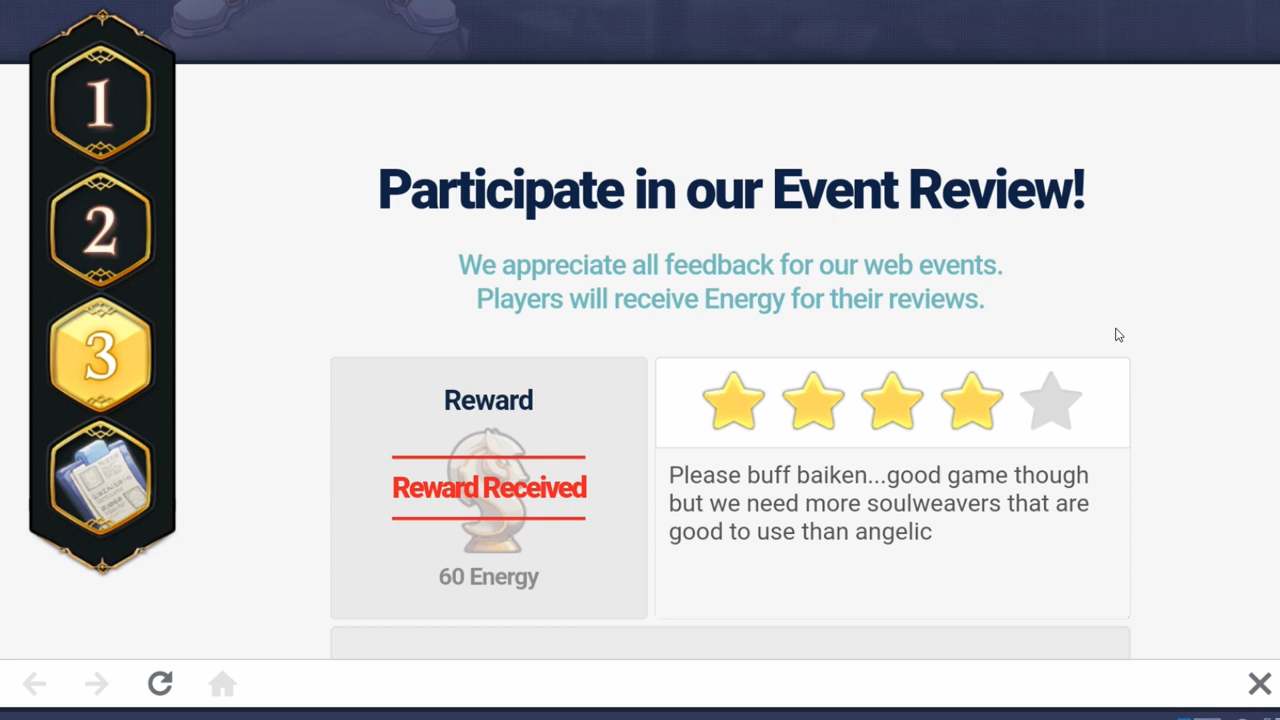 1
2
3
Participate in our Event Review!
We appreciate all feedback for our web events.
Players will receive Energy for their reviews.
Reward
Reward Received
60 Energy
Please buff baiken...good game though
but we need more soulweavers that are
good to use than angelic